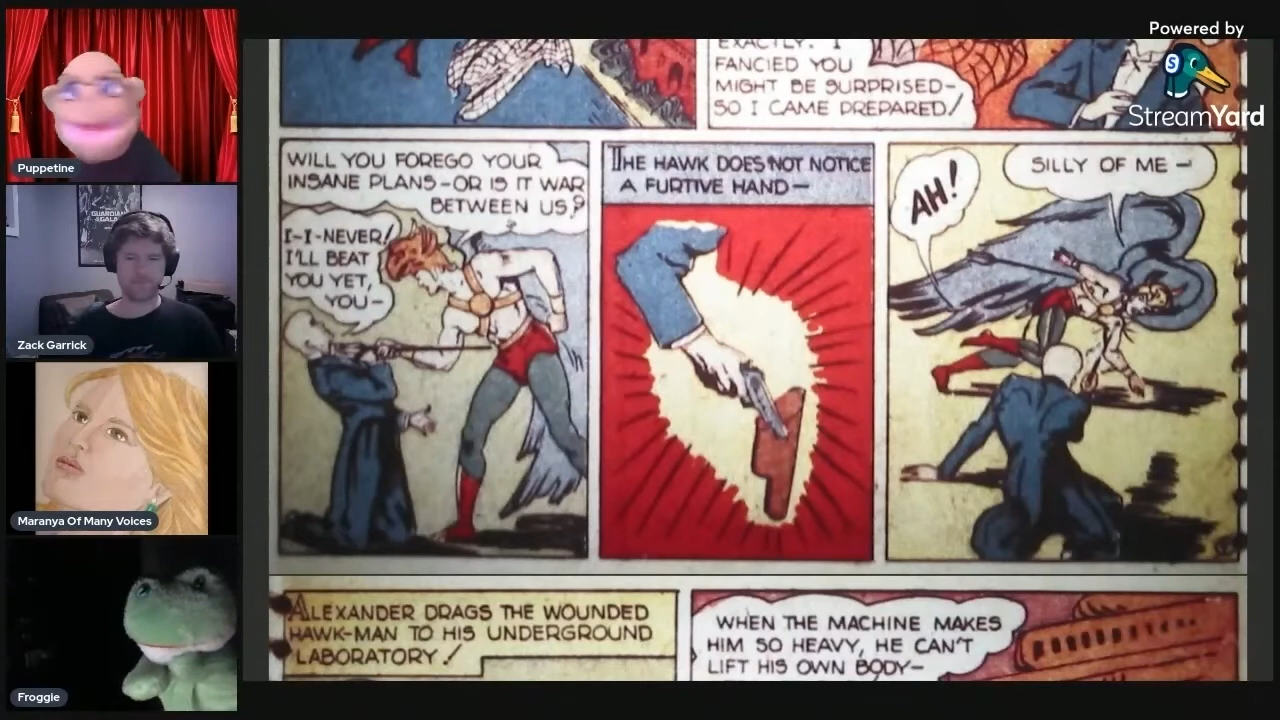 Powered by
StreamYard
S
Puppetine
GUARDIANS
Zack Garrick
Maranya Of Many Voices
Froggie
EXACTLY. I
FANCIED YOU
MIGHT BE SURPRISED-
SO I CAME PREPARED!
WILL YOU FOREGO YOUR
INSANE PLANS-OR IS IT WAR
BETWEEN US?
I-I-NEVER!
I'LL BEAT
YOU YET,
YOU-
THE HAWK DOES NOT NOTICE
A FURTIVE HAND-
AH!
SILLY OF ME-
ALEXANDER DRAGS THE WOUNDED
HAWK-MAN TO HIS UNDERGROUND
LABORATORY!
WHEN THE MACHINE MAKES
HIM SO HEAVY, HE CAN'T
LIFT HIS OWN BODY-